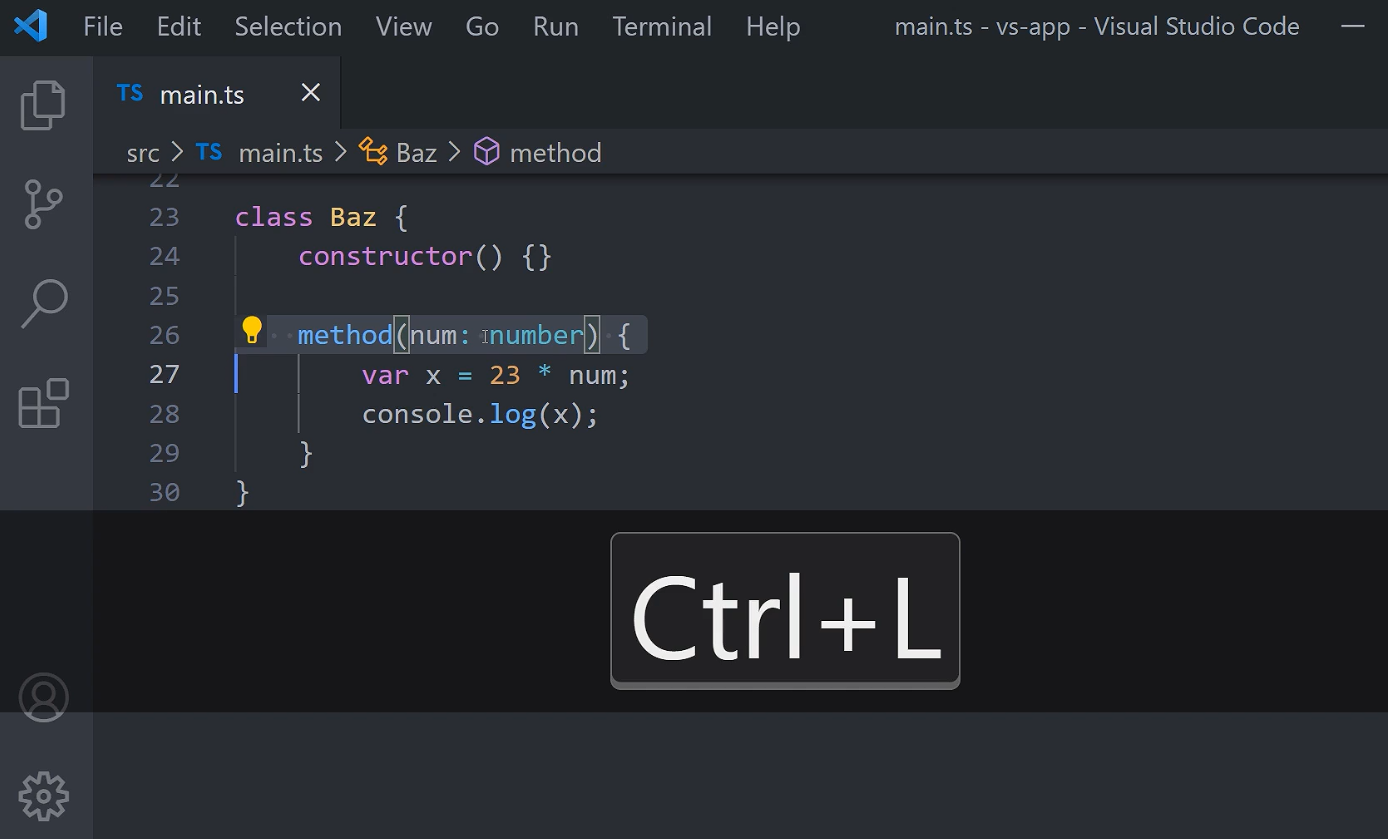 File Edit Selection View Go Run Terminal Help main.ts - vs-app - Visual Studio Code
TS main.ts
src > TS main.ts > Baz > method
22
23 class Baz {
24 constructor() {}
25
26 method(num: number) {
27 var x = 23 * num;
28 console.log(x);
29 }
30 }
Ctrl+L